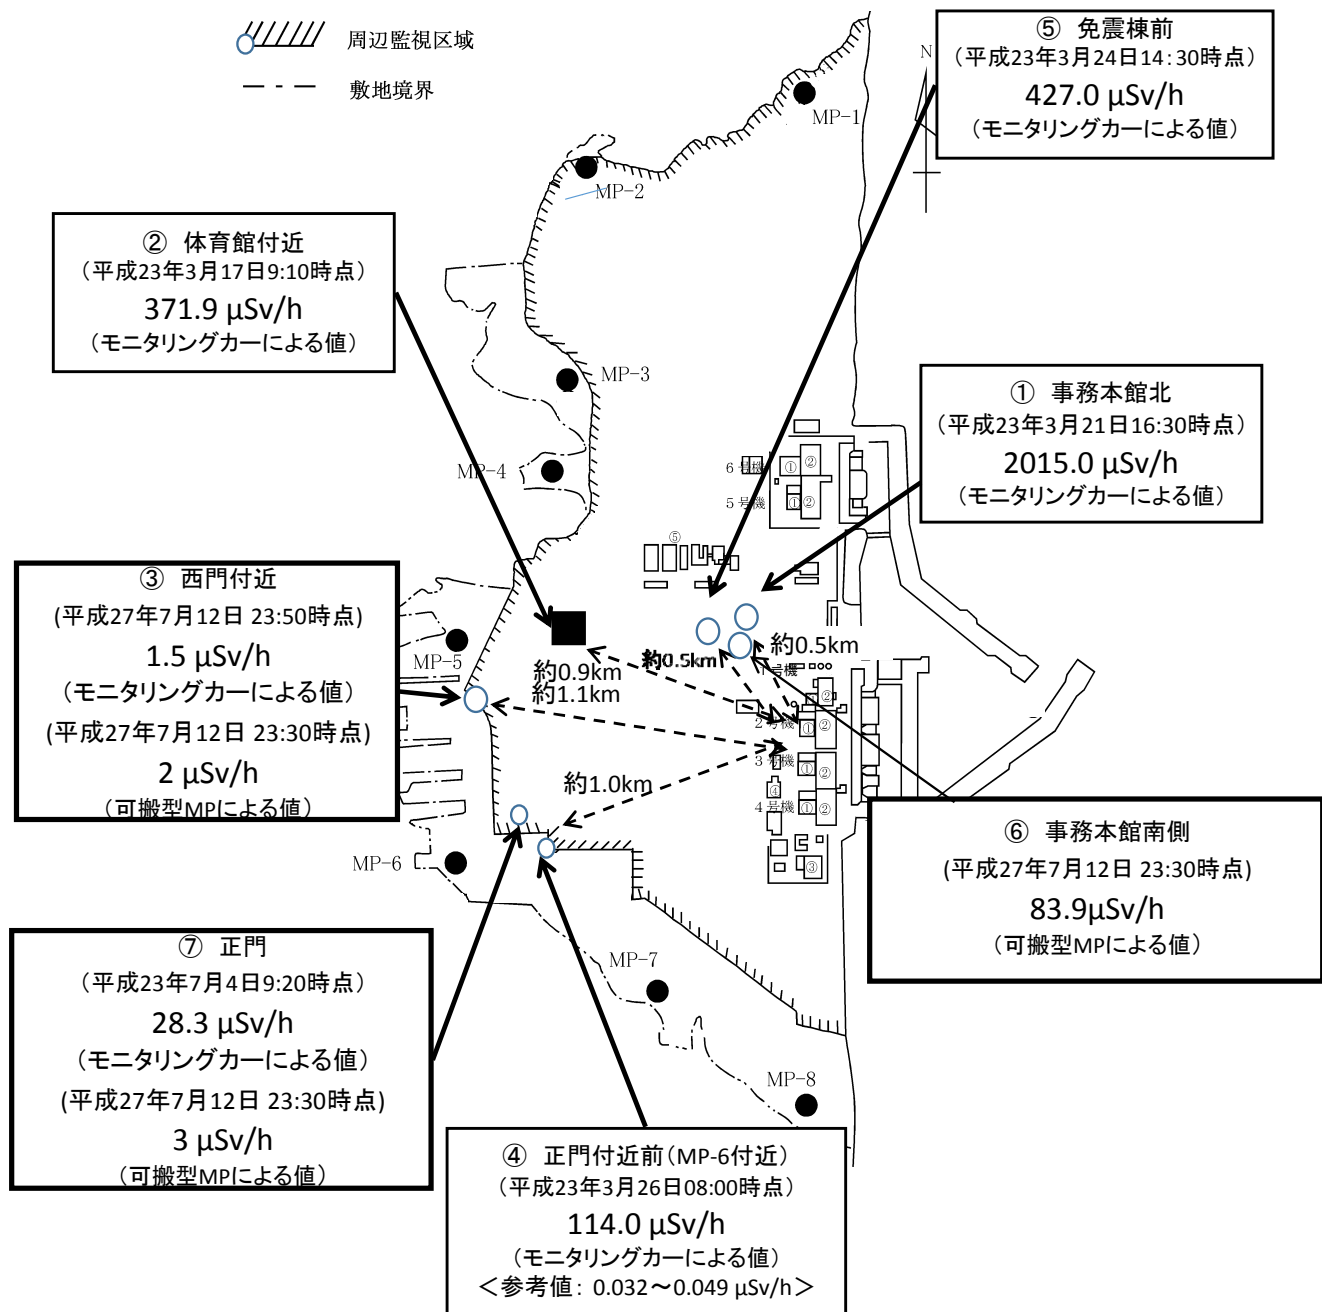 周辺監視区域
敷地境界
⑤ 免震棟前
(平成23年3月24日14:30時点)
427.0 μSv/h
(モニタリングカーによる値)
N
MP-1
MP-2
② 体育館付近
(平成23年3月17日9:10時点)
371.9 μSv/h
(モニタリングカーによる値)
MP-3
① 事務本館北
(平成23年3月21日16:30時点)
2015.0 μSv/h
(モニタリングカーによる値)
MP-4
6号機
① ②
5号機
① ②
⑤
③ 西門付近
(平成27年7月12日 23:50時点)
1.5 μSv/h
(モニタリングカーによる値)
(平成27年7月12日 23:30時点)
2 μSv/h
(可搬型MPによる値)
MP-5
約0.9km
約1.1km
約0.5km
約0.5km
1号機
②
2号機
① ②
3号機
① ②
④
4号機
① ②
③
約1.0km
MP-6
⑥ 事務本館南側
(平成27年7月12日 23:30時点)
83.9μSv/h
(可搬型MPによる値)
⑦ 正門
(平成23年7月4日9:20時点)
28.3 μSv/h
(モニタリングカーによる値)
(平成27年7月12日 23:30時点)
3 μSv/h
(可搬型MPによる値)
MP-7
MP-8
④ 正門付近前(MP-6付近)
(平成23年3月26日08:00時点)
114.0 μSv/h
(モニタリングカーによる値)
<参考値: 0.032~0.049 μSv/h>